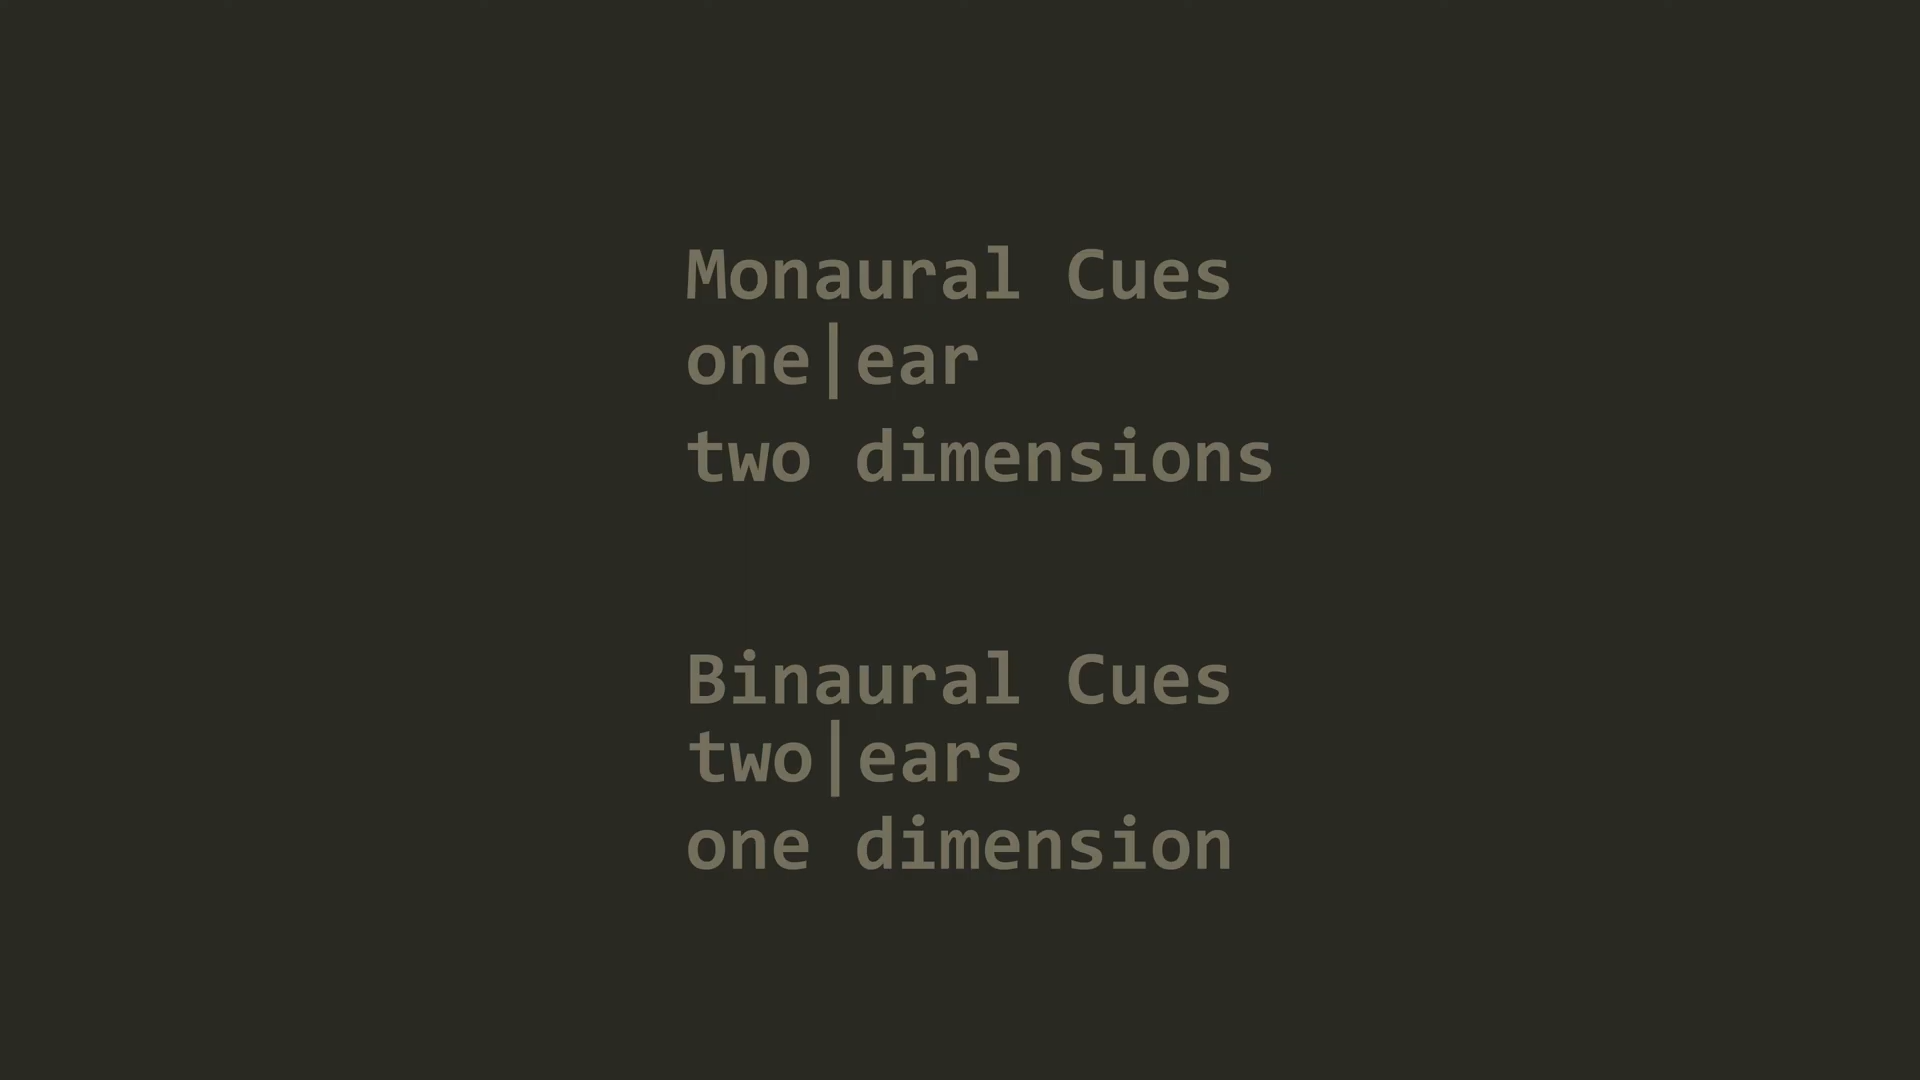 Monaural Cues
one|ear
two dimensions
Binaural Cues
two|ears
one dimension